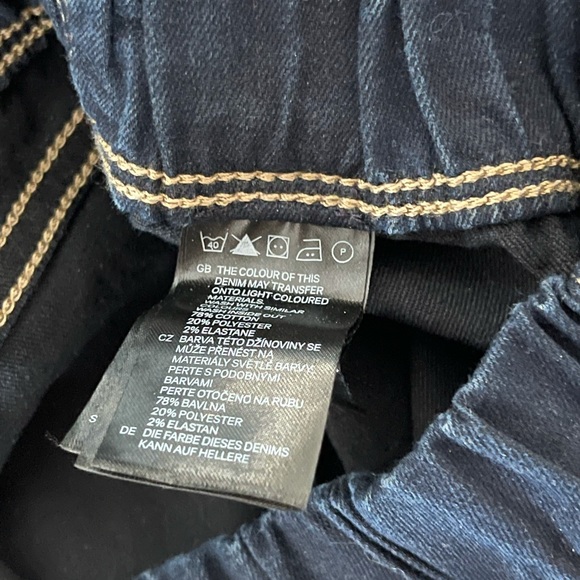 40 P
GB THE COLOUR OF THIS
DENIM MAY TRANSFER
ONTO LIGHT COLOURED
MATERIALS.
WASH WITH SIMILAR
COLOURS
WASH INSIDE OUT
78% COTTON
20% POLYESTER
2% ELASTANE
CZ BARVA TÉTO DŽÍNOVINY SE
MŮŽE PŘENÉST NA
MATERIÁLY SVĚTLÉ BARVY.
PERTE S PODOBNÝMI
BARVAMI
PERTE OTOČENÉ NA RUBU
78% BAVLNA
20% POLYESTER
2% ELASTAN
DE DIE FARBE DIESES DENIMS
KANN AUF HELLERE
S